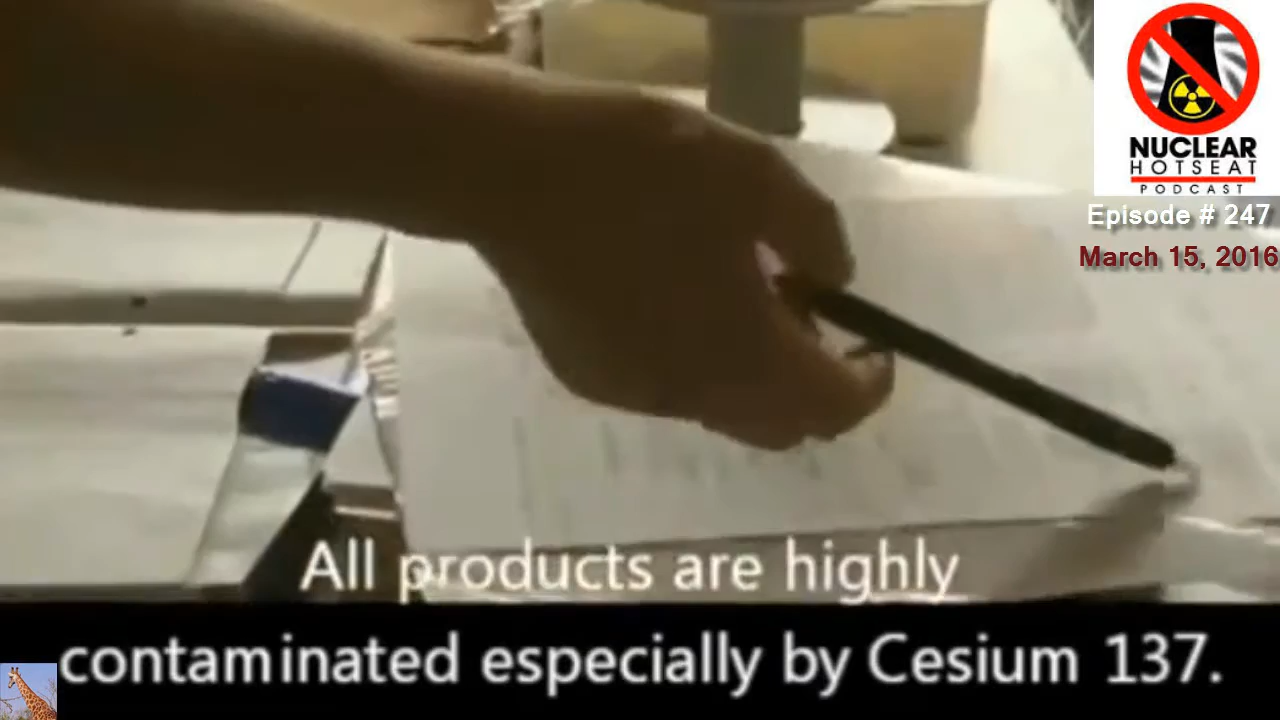 NUCLEAR
HOTSEAT
PODCAST
Episode # 247
March 15, 2016
All products are highly
contaminated especially by Cesium 137.